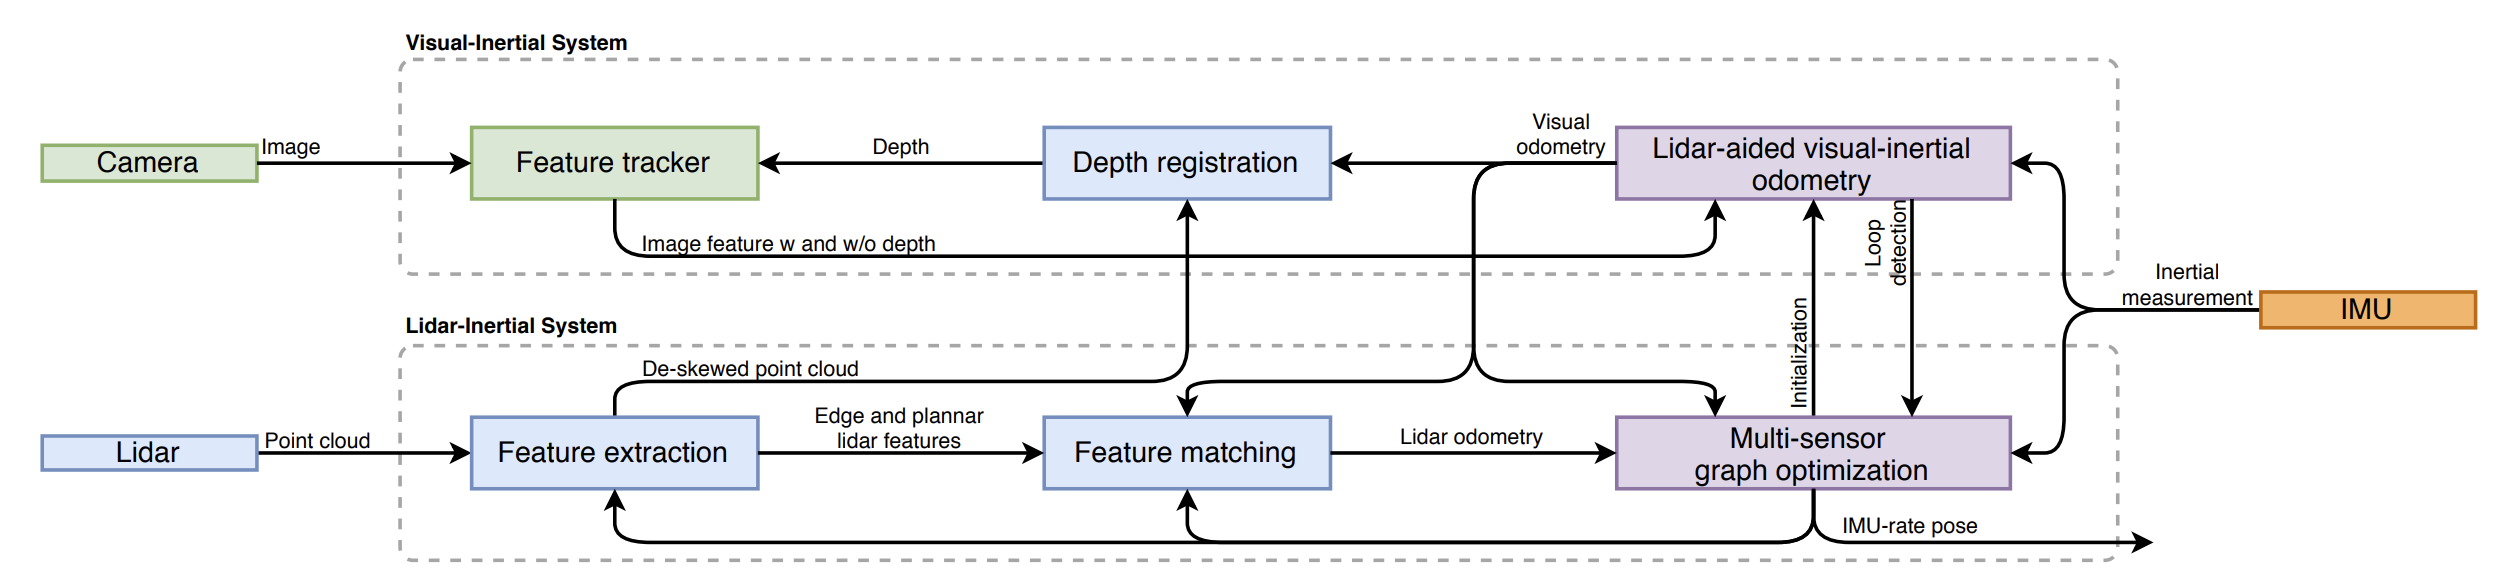 Visual-Inertial System
Camera
Image
Feature tracker
Depth
Depth registration
Visual
odometry
Lidar-aided visual-inertial
odometry
Image feature w and w/o depth
Loop
detection
Initialization
Inertial
measurement
IMU
Lidar-Inertial System
De-skewed point cloud
Lidar
Point cloud
Feature extraction
Edge and plannar
lidar features
Feature matching
Lidar odometry
Multi-sensor
graph optimization
IMU-rate pose